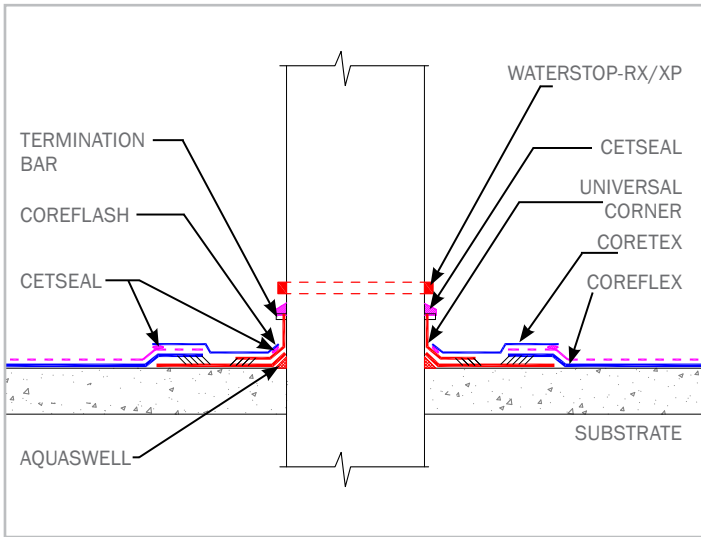 WATERSTOP-RX/XP
TERMINATION
BAR
CETSEAL
UNIVERSAL
CORNER
COREFLASH
CORETEX
CETSEAL
COREFLEX
SUBSTRATE
AQUASWELL